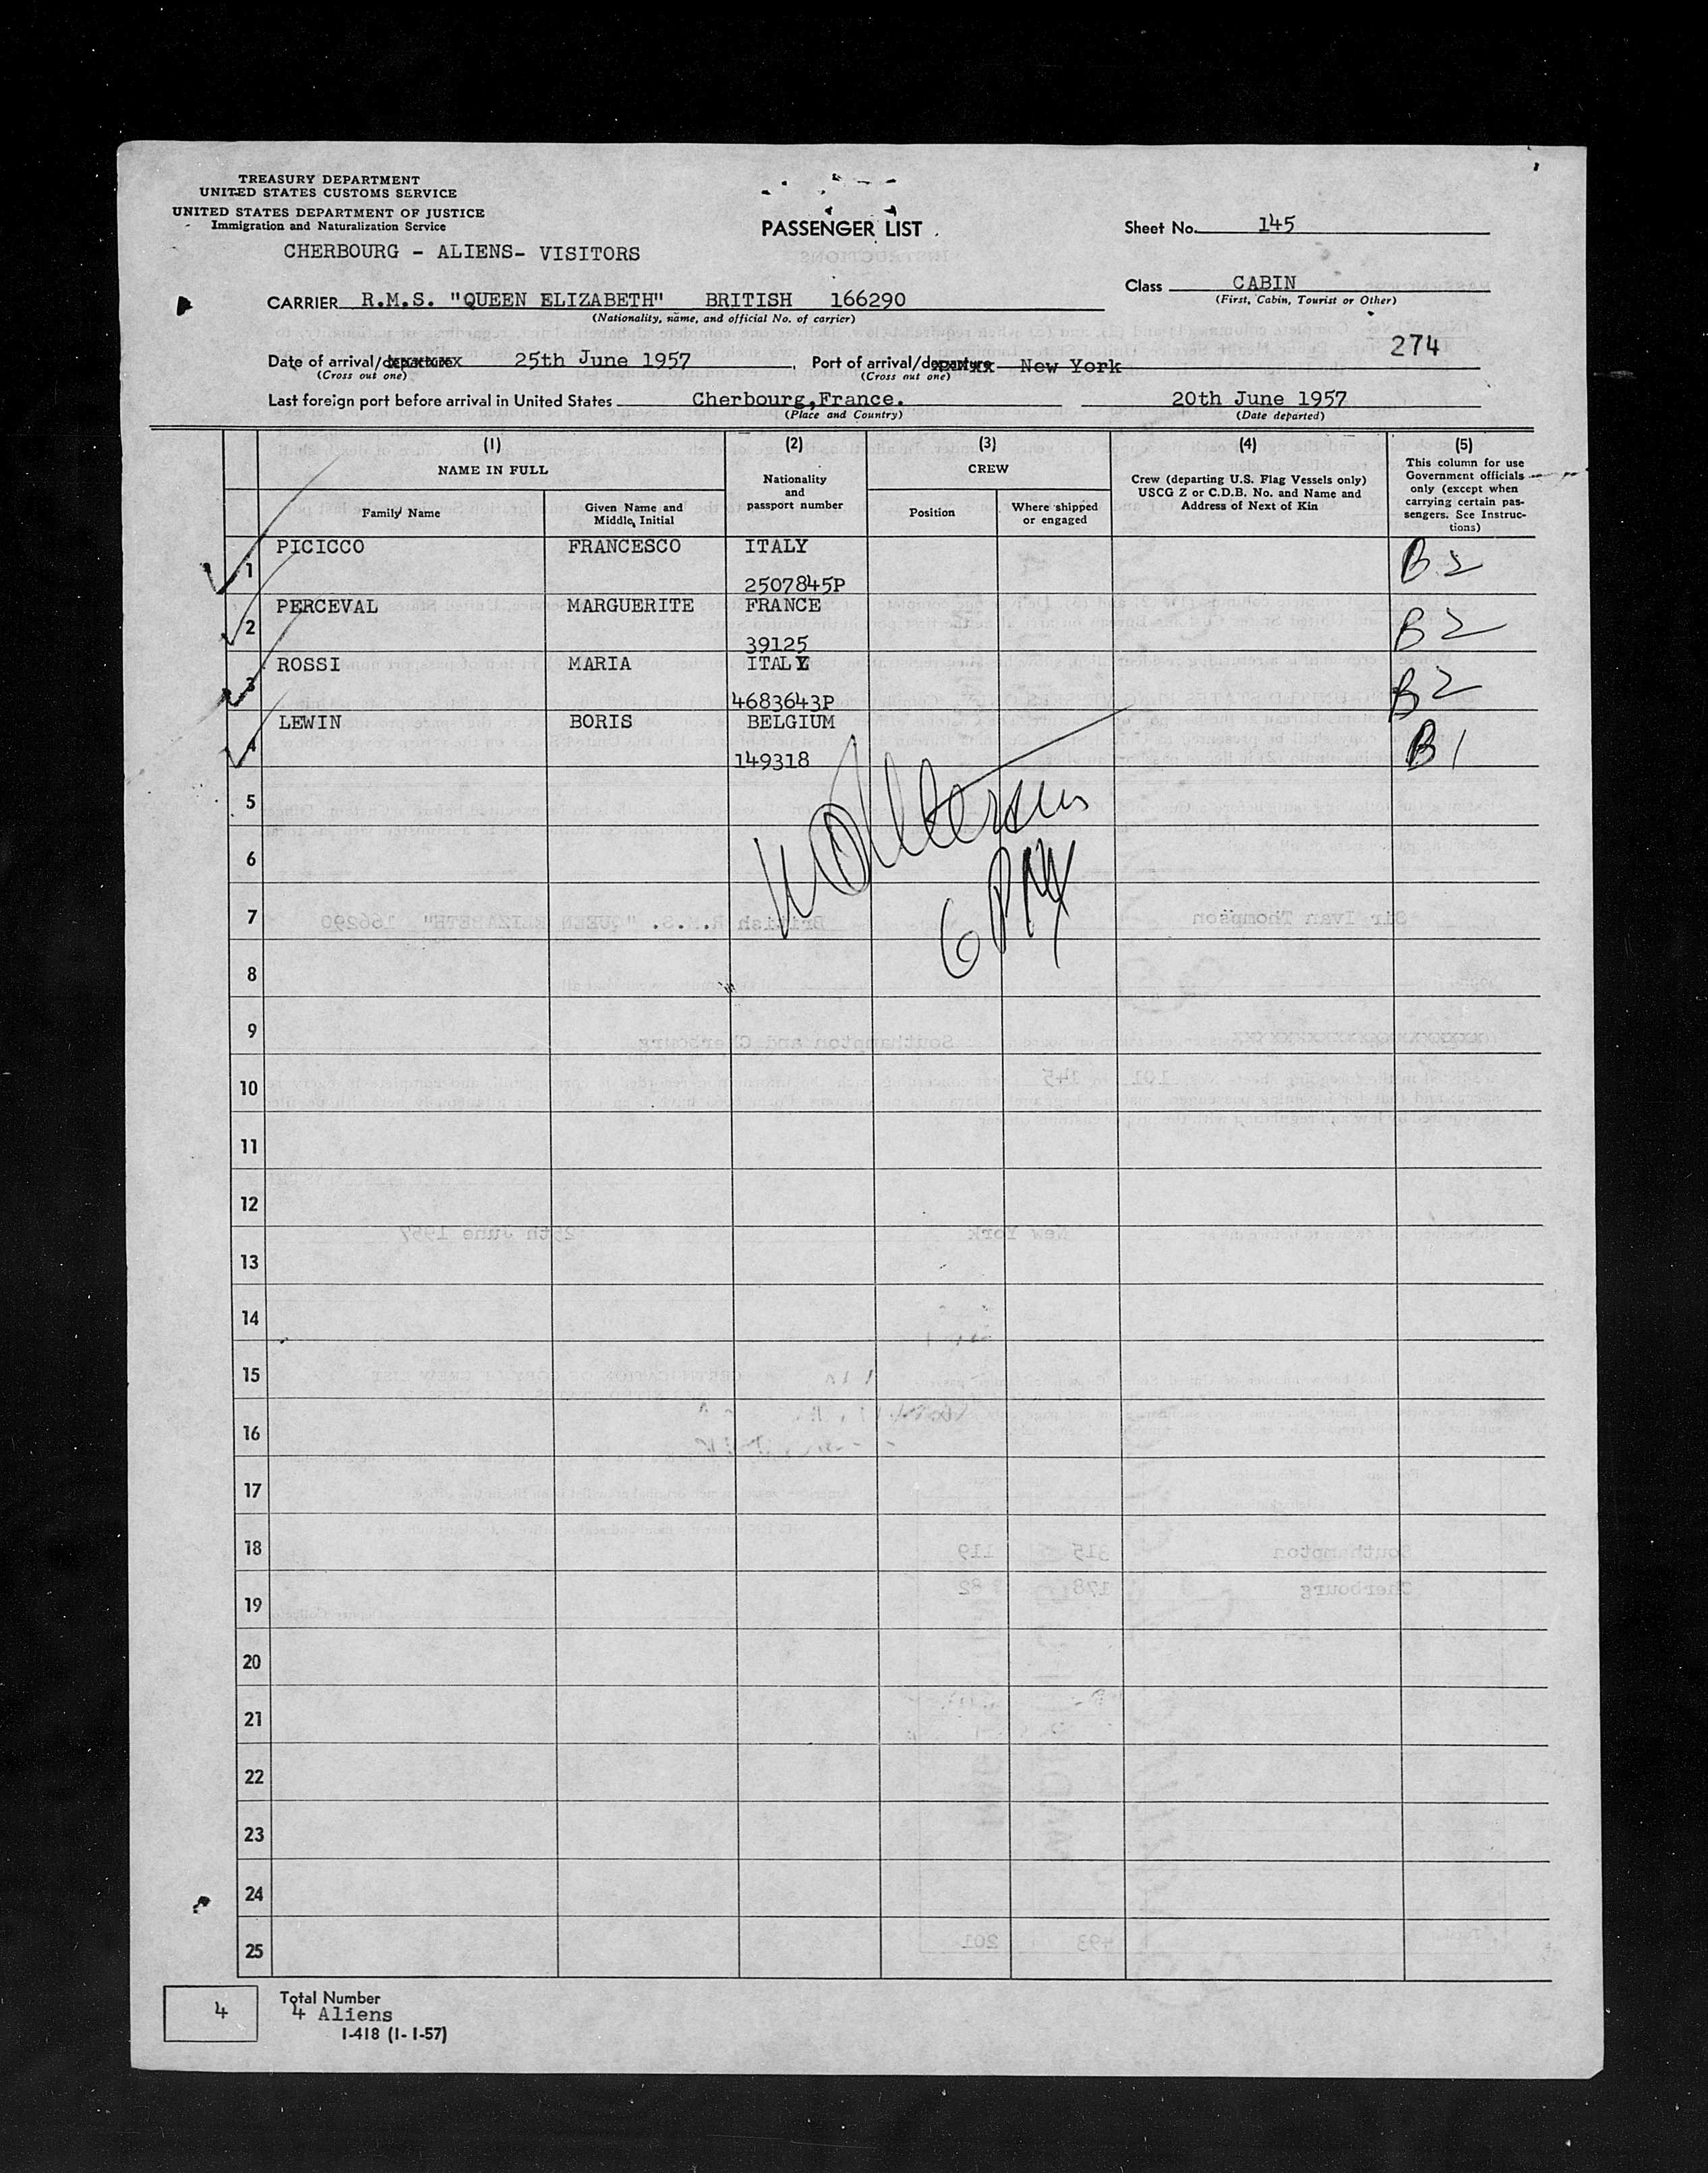 TREASURY DEPARTMENT
UNITED STATES CUSTOMS SERVICE
UNITED STATES DEPARTMENT OF JUSTICE
Immigration and Naturalization Service
CHERBOURG - ALIENS- VISITORS
PASSENGER LIST
Sheet No. 145
Class CABIN
(First, Cabin, Tourist or Other)
CARRIER R.M.S. "QUEEN ELIZABETH" BRITISH 166290
(Nationality, name, and official No. of carrier)
274
Date of arrival/departure 25th June 1957. Port of arrival/departure New York
(Cross out one) (Cross out one)
Last foreign port before arrival in United States Cherbourg,France. 20th June 1957
(Place and Country) (Date departed)
(1) (2) (3) (4) (5)
NAME IN FULL
Family Name
Given Name and
Middle Initial
Nationality
and
passport number
CREW
Position
Where shipped
or engaged
Crew (departing U.S. Flag Vessels only)
USCG Z or C.D.B. No. and Name and
Address of Next of Kin
This column for use
Government officials
only (except when
carrying certain pas-
sengers. See Instruc-
tions)
1 PICICCO FRANCESCO ITALY B2
2507845P
2 PERCEVAL MARGUERITE FRANCE B2
39125
3 ROSSI MARIA ITALY B2
4683643P
4 LEWIN BORIS BELGIUM B1
149318
5
6
6 PMX
7
8
9
10
11
12
13
14
15
16
17
18
19
20
21
22
23
24
25
4 Total Number
4 Aliens
I-418 (1-1-57)